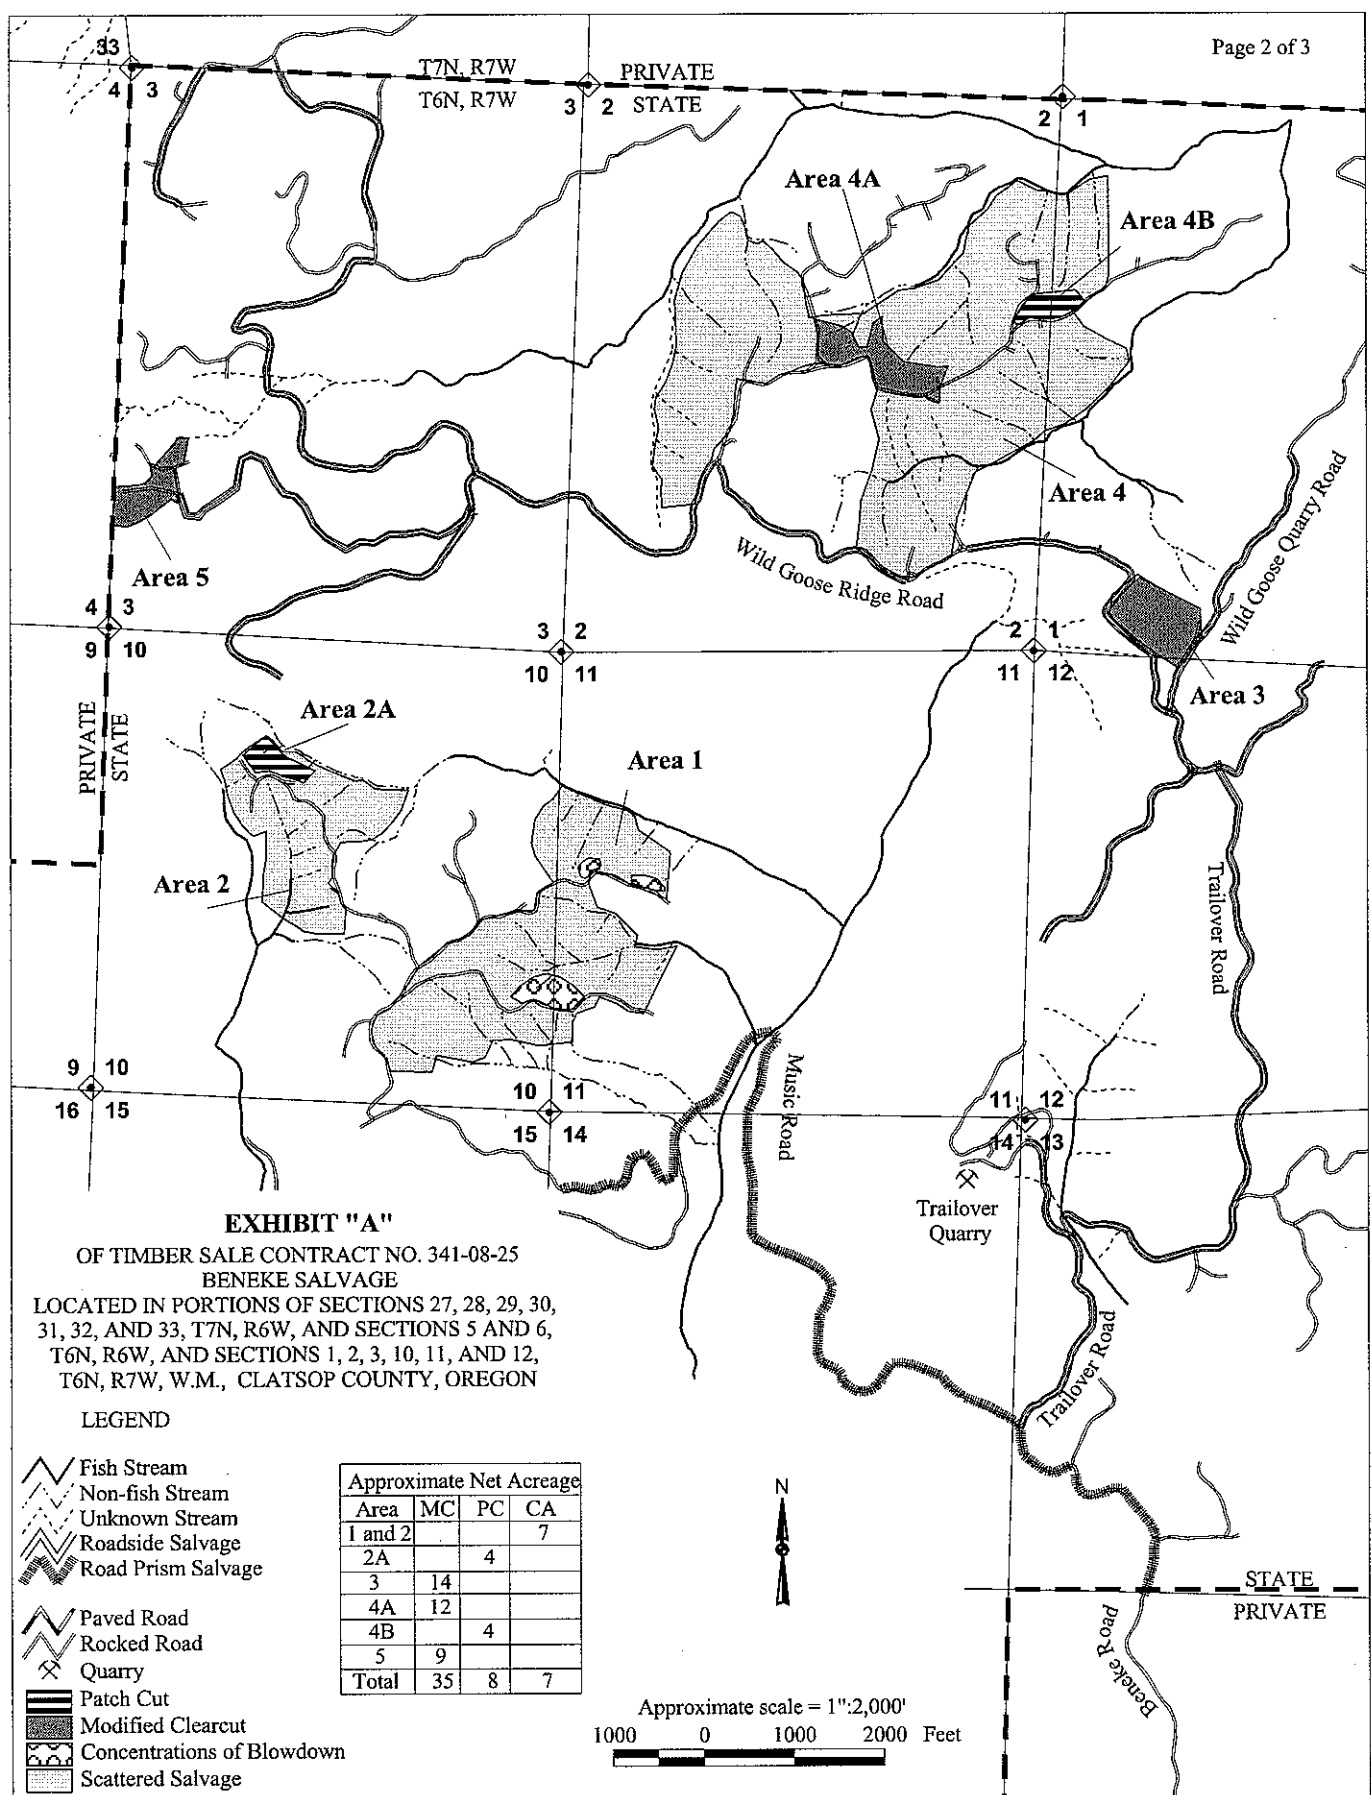 Page 2 of 3
33
4 3
T7N, R7W
T6N, R7W
PRIVATE
STATE
3 2
2 1
Area 4A
Area 4B
Area 4
Wild Goose Ridge Road
Wild Goose Quarry Road
Area 5
4 3
9 10
3 2
10 11
2 1
11 12
Area 3
PRIVATE
STATE
Area 2A
Area 1
Area 2
Trailover Road
9 10
16 15
10 11
15 14
Music Road
11 12
14 13
Trailover
Quarry
Trailover Road
EXHIBIT "A"
OF TIMBER SALE CONTRACT NO. 341-08-25
BENEKE SALVAGE
LOCATED IN PORTIONS OF SECTIONS 27, 28, 29, 30,
31, 32, AND 33, T7N, R6W, AND SECTIONS 5 AND 6,
T6N, R6W, AND SECTIONS 1, 2, 3, 10, 11, AND 12,
T6N, R7W, W.M., CLATSOP COUNTY, OREGON
LEGEND
Fish Stream
Non-fish Stream
Unknown Stream
Roadside Salvage
Road Prism Salvage
Paved Road
Rocked Road
Quarry
Patch Cut
Modified Clearcut
Concentrations of Blowdown
Scattered Salvage
Approximate Net Acreage
Area MC PC CA
1 and 2 7
2A 4
3 14
4A 12
4B 4
5 9
Total 35 8 7
N
STATE
PRIVATE
Beneke Road
Approximate scale = 1":2,000'
1000 0 1000 2000 Feet